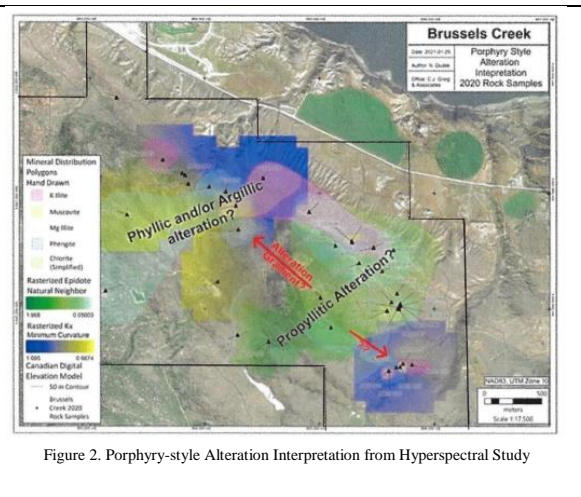 Brussels Creek
Date: 2021-01-25
Author: N. Dudek
Office: C.J. Greig
& Associates
Porphyry Style
Alteration
Intepretation
2020 Rock Samples
Mineral Distribution
Polygons
Hand Drawn
K Illite
Muscovite
Mg Illite
Phengite
Chlorite
(Simplified)
Rasterized Epidote
Natural Neighbor
Rasterized Kx
Minimum Curvature
Canadian Digital
Elevation Model
50 m Contour
Brussels
Creek 2020
Rock Samples
Phyllic and/or Argillic
alteration?
Alteration
Gradient?
Propyllitic Alteration?
NAD83, UTM Zone 10
0
500
meters
Scale 1:17,500
Figure 2. Porphyry-style Alteration Interpretation from Hyperspectral Study